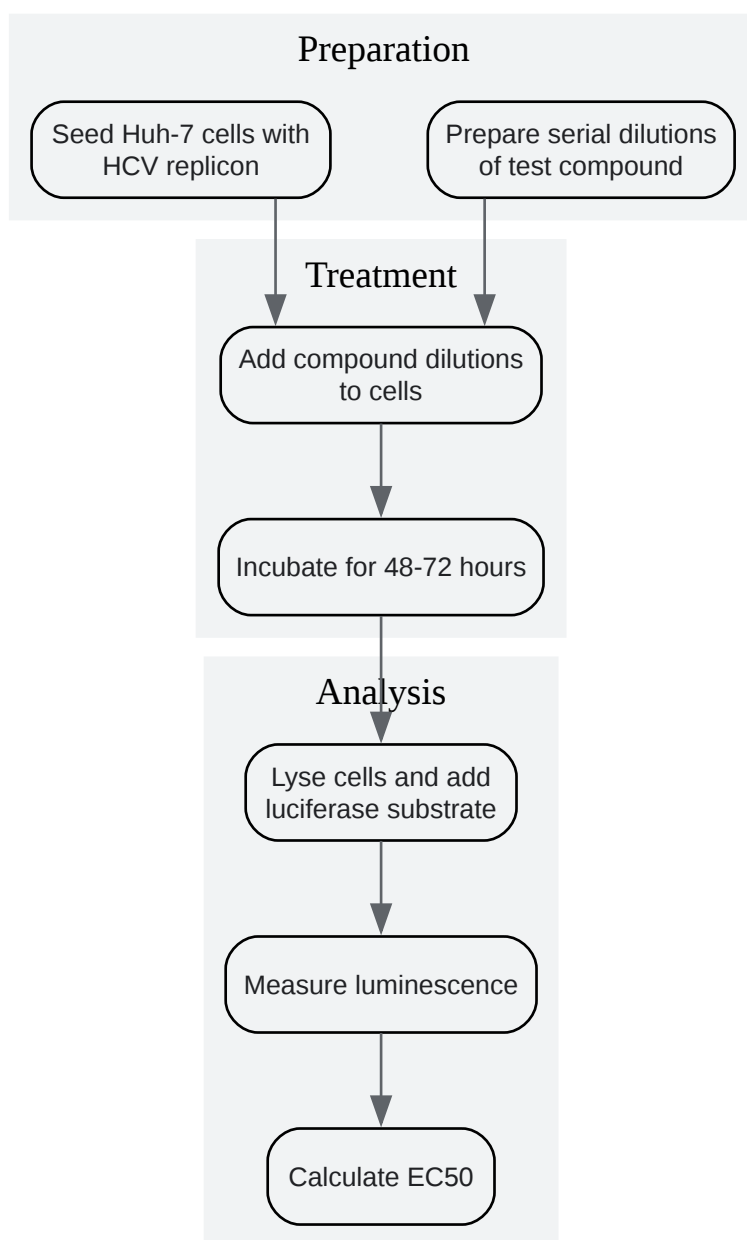 Preparation
Seed Huh-7 cells with
HCV replicon
Prepare serial dilutions
of test compound
Treatment
Add compound dilutions
to cells
Incubate for 48-72 hours
Analysis
Lyse cells and add
luciferase substrate
Measure luminescence
Calculate EC50